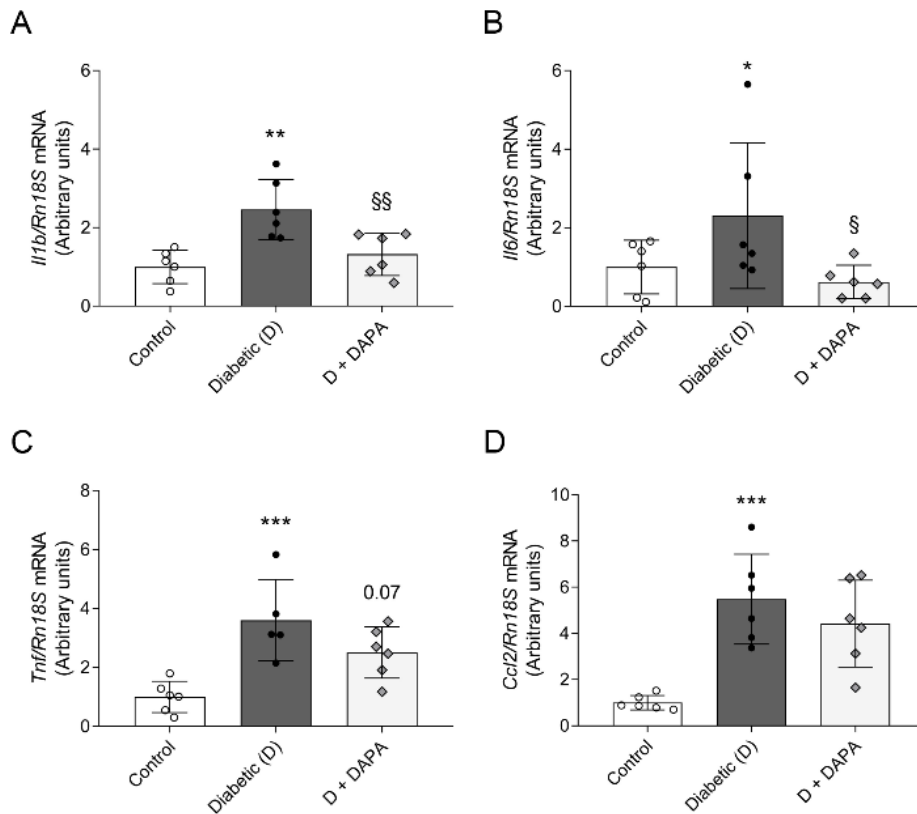 A
Il1b/Rn18S mRNA
(Arbitrary units)
6
4
2
0
**
§§
Control
Diabetic (D)
D + DAPA
B
Il6/Rn18S mRNA
(Arbitrary units)
6
4
2
0
*
§
Control
Diabetic (D)
D + DAPA
C
Tnf/Rn18S mRNA
(Arbitrary units)
8
6
4
2
0
***
0.07
Control
Diabetic (D)
D + DAPA
D
Ccl2/Rn18S mRNA
(Arbitrary units)
10
8
6
4
2
0
***
Control
Diabetic (D)
D + DAPA